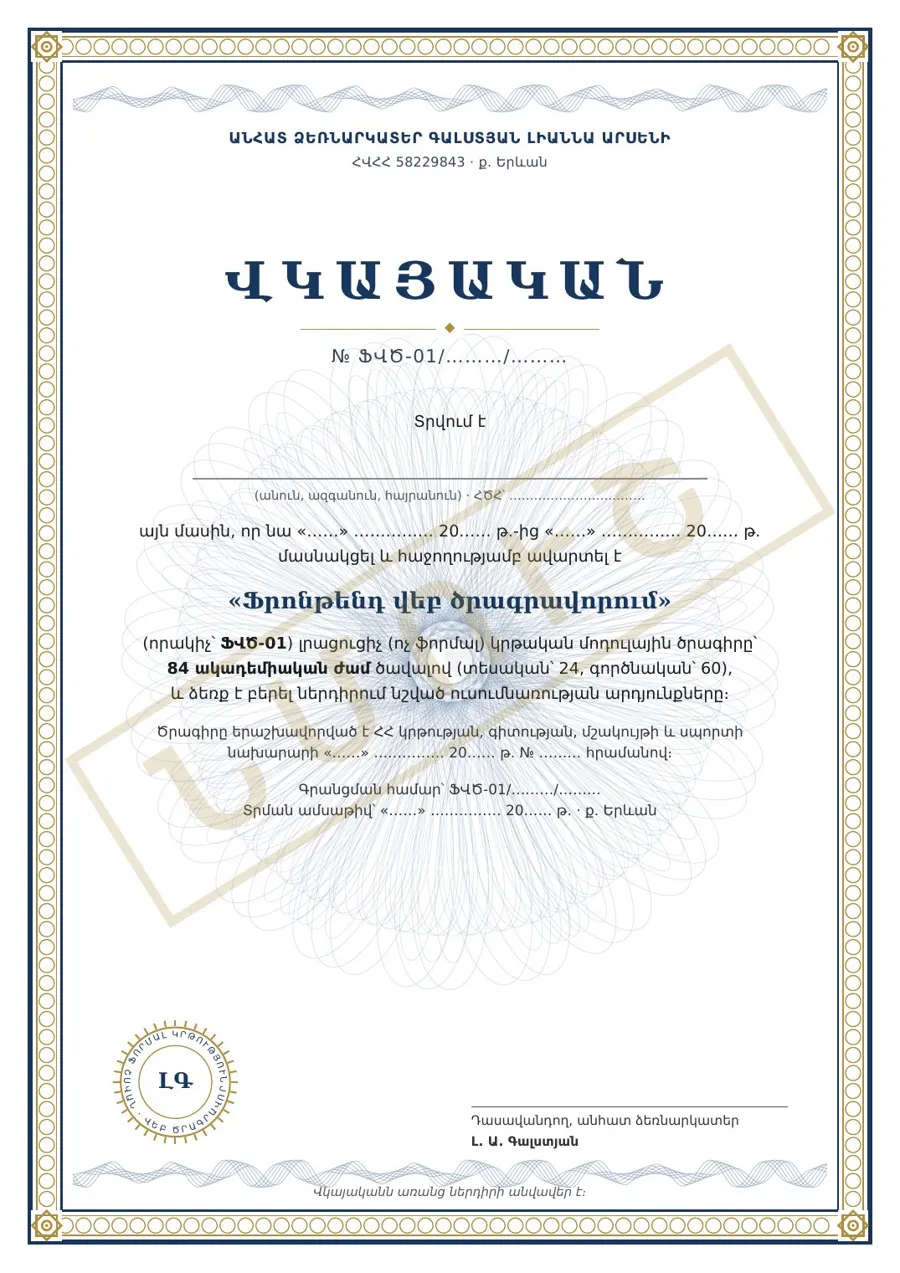 ԱՆՀԱՏ ՁԵՌՆԱՐԿԱՏԵՐ ԳԱԼՍՏՅԱՆ ԼԻԱՆՆԱ ԱՐՍԵՆԻ
ՀՎՀՀ 58229843 · ք. Երևան
ՎԿԱՅԱԿԱՆ
№ ՖՎԾ-01/………/………
Տրվում է
(անուն, ազգանուն, հայրանուն) · ՀԾՀ՝ ……………………………
այն մասին, որ նա «……» …………… 20…… թ.-ից «……» …………… 20…… թ.
մասնակցել և հաջողությամբ ավարտել է
«Ֆրոնթենդ վեբ ծրագրավորում»
(որակիչ՝ ՖՎԾ-01) լրացուցիչ (ոչ ֆորմալ) կրթական մոդուլային ծրագիրը՝
84 ակադեմիական ժամ ծավալով (տեսական՝ 24, գործնական՝ 60),
և ձեռք է բերել ներդիրում նշված ուսումնառության արդյունքները։
Ծրագիրը երաշխավորված է ՀՀ կրթության, գիտության, մշակույթի և սպորտի
նախարարի «……» …………… 20…… թ. № ……… հրամանով։
Գրանցման համար՝ ՖՎԾ-01/………/………
Տրման ամսաթիվ՝ «……» …………… 20…… թ. · ք. Երևան
ՆՄՈՒՇ
ՈՉ ՖՈՐՄԱԼ ԿՐԹՈՒԹՅՈՒՆ
ԼԳ
Դասավանդող, անհատ ձեռնարկատեր
Լ. Ա. Գալստյան
Վկայականն առանց ներդիրի անվավեր է։